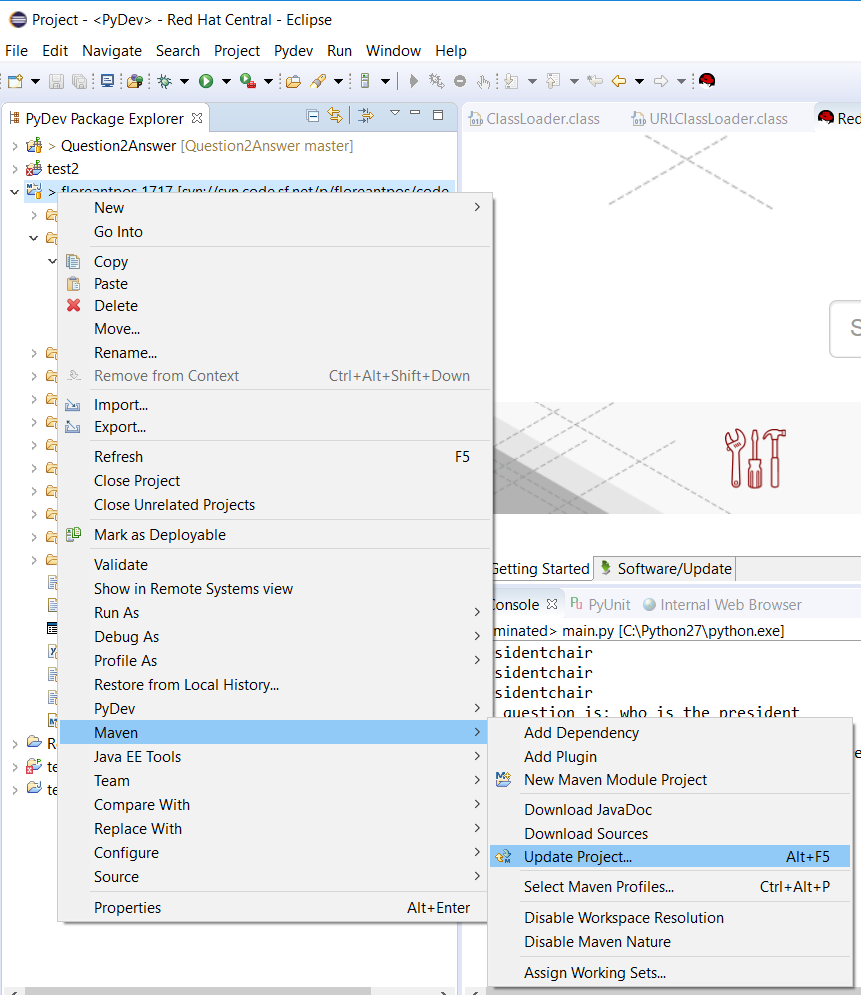 Project - <PyDev> - Red Hat Central - Eclipse
File Edit Navigate Search Project Pydev Run Window Help
PyDev Package Explorer
ClassLoader.class URLClassLoader.class Red
> Question2Answer [Question2Answer master]
test2
> floreantpos-1717 [svn://svn.code.sf.net/p/floreantpos/code
New
Go Into
Copy
Paste
Delete
Move...
Rename...
Remove from Context Ctrl+Alt+Shift+Down
Import...
Export...
Refresh F5
Close Project
Close Unrelated Projects
Mark as Deployable
Validate
Show in Remote Systems view
Run As
Debug As
Profile As
Restore from Local History...
PyDev
Maven
Java EE Tools
Team
Compare With
Replace With
Configure
Source
Properties Alt+Enter
R
te
te
S
Getting Started Software/Update
Console PyUnit Internal Web Browser
minated> main.py [C:\Python27\python.exe]
sidentchair
sidentchair
sidentchair
question is: who is the president
Add Dependency
Add Plugin
New Maven Module Project
Download JavaDoc
Download Sources
Update Project... Alt+F5
Select Maven Profiles... Ctrl+Alt+P
Disable Workspace Resolution
Disable Maven Nature
Assign Working Sets...